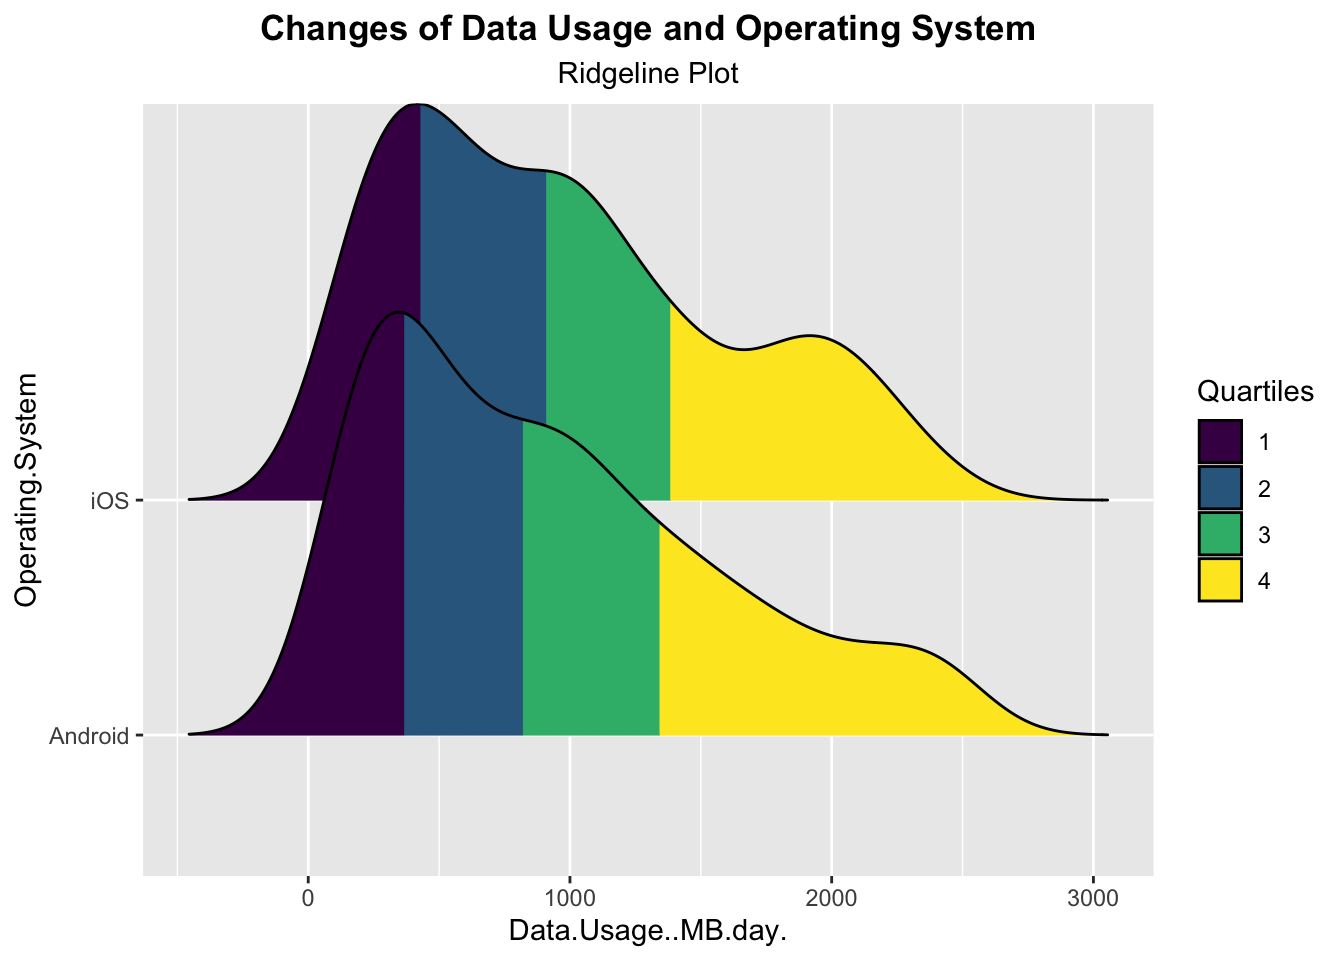 Changes of Data Usage and Operating System
Ridgeline Plot
Operating.System
iOS
Android
0 1000 2000 3000
Data.Usage..MB.day.
Quartiles
1
2
3
4